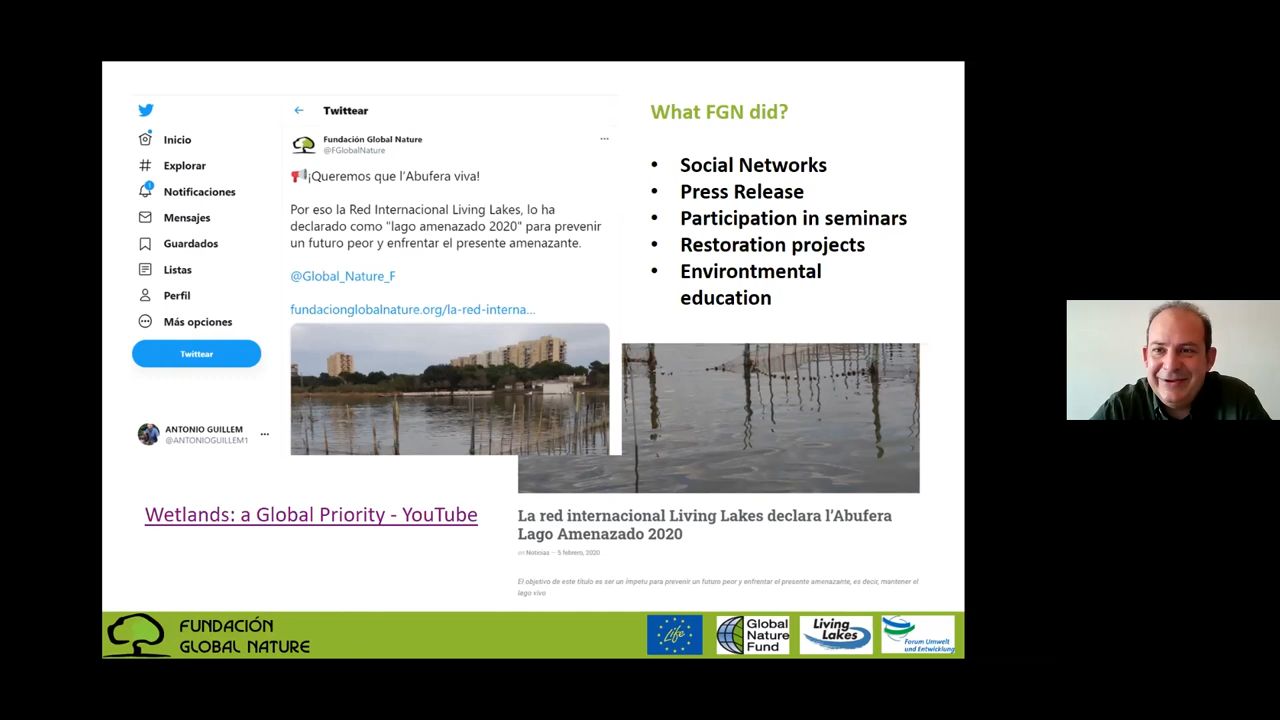 Twittear
Inicio
Explorar
1
Notificaciones
Mensajes
Guardados
Listas
Perfil
Más opciones
Twittear
ANTONIO GUILLEM
@ANTONIOGUILLEM1
Fundación Global Nature
@FGlobalNature
¡Queremos que l'Abufera viva!
Por eso la Red Internacional Living Lakes, lo ha
declarado como "lago amenazado 2020" para prevenir
un futuro peor y enfrentar el presente amenazante.
@Global_Nature_F
fundacionglobalnature.org/la-red-interna...
What FGN did?
• Social Networks
• Press Release
• Participation in seminars
• Restoration projects
• Environtmental
education
Wetlands: a Global Priority - YouTube
La red internacional Living Lakes declara l'Abufera
Lago Amenazado 2020
en Noticias – 5 febrero, 2020
El objetivo de este título es ser un ímpetu para prevenir un futuro peor y enfrentar el presente amenazante, es decir, mantener el
lago vivo
FUNDACIÓN
GLOBAL NATURE
Life
Global
Nature
Fund
Living
Lakes
Forum Umwelt
und Entwicklung